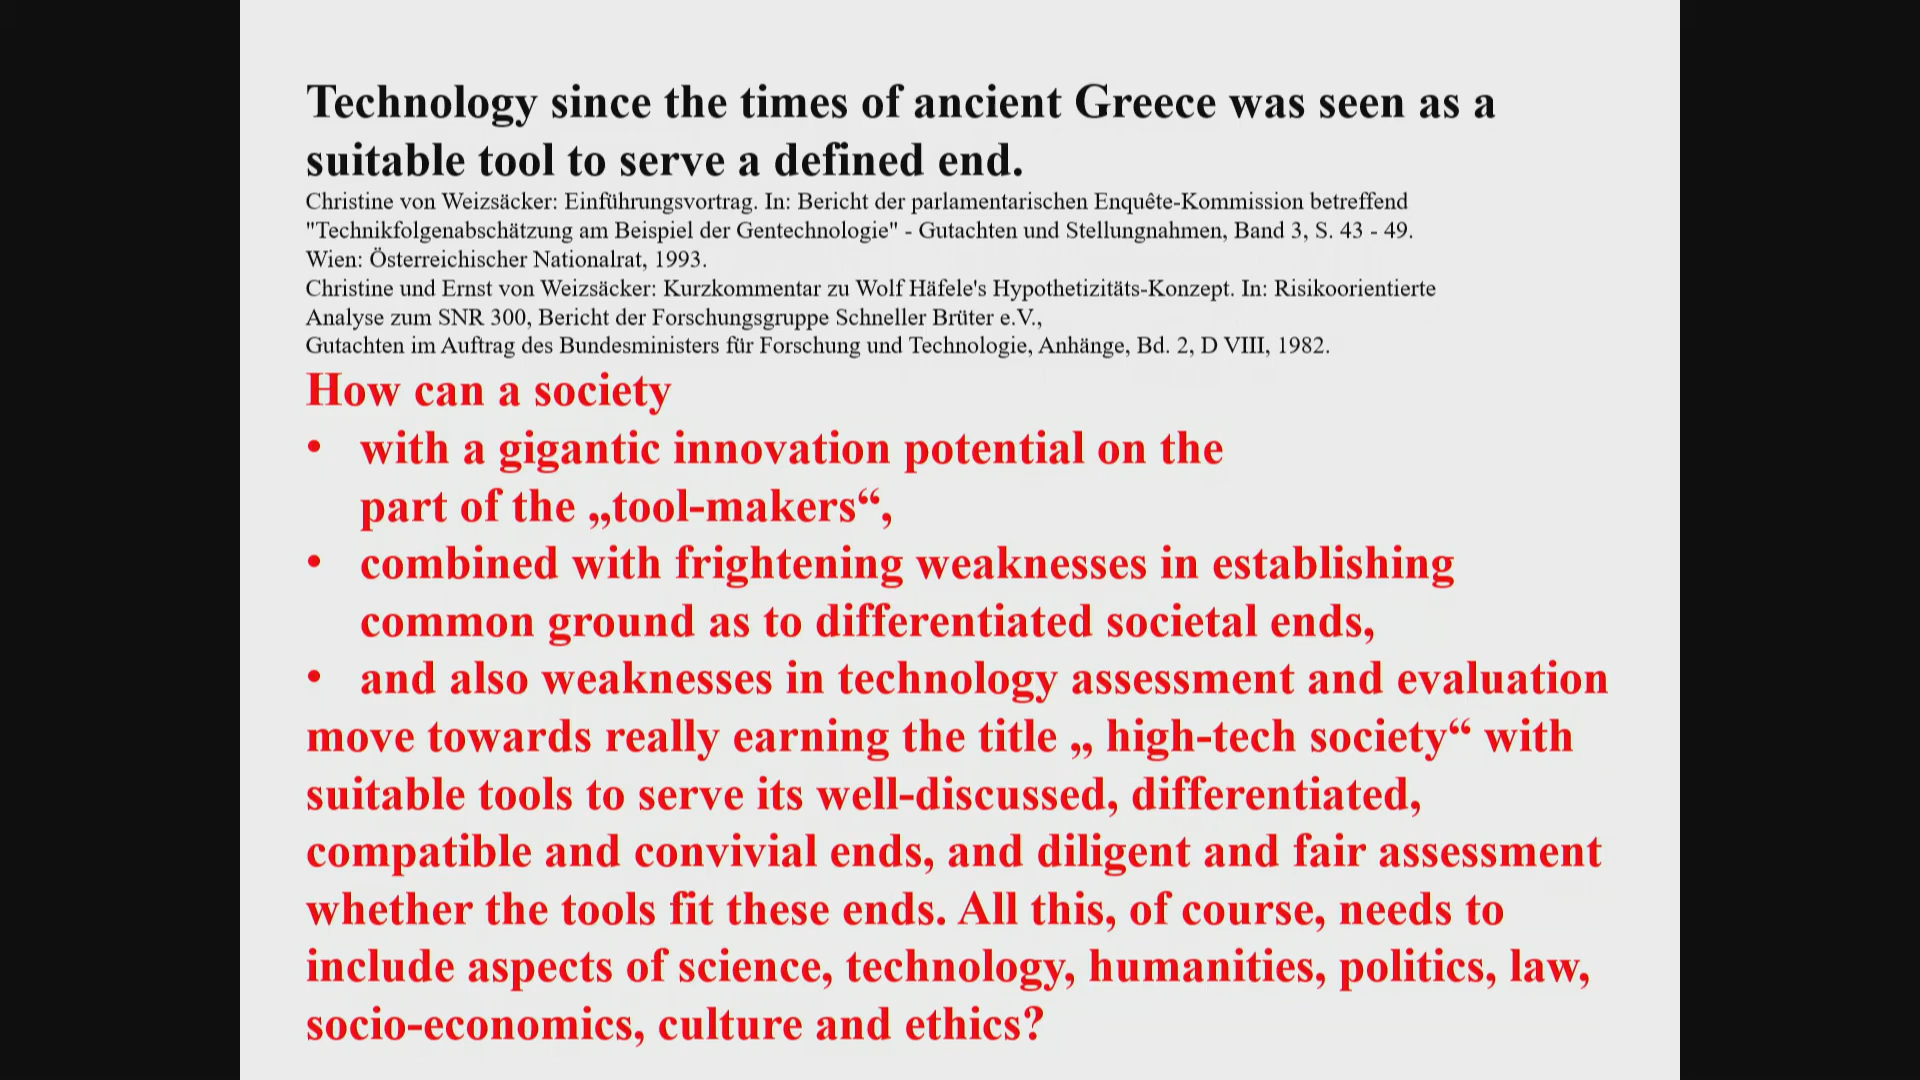 Technology since the times of ancient Greece was seen as a
suitable tool to serve a defined end.
Christine von Weizsäcker: Einführungsvortrag. In: Bericht der parlamentarischen Enquête-Kommission betreffend
"Technikfolgenabschätzung am Beispiel der Gentechnologie" - Gutachten und Stellungnahmen, Band 3, S. 43 - 49.
Wien: Österreichischer Nationalrat, 1993.
Christine und Ernst von Weizsäcker: Kurzkommentar zu Wolf Häfele's Hypothetizitäts-Konzept. In: Risikoorientierte
Analyse zum SNR 300, Bericht der Forschungsgruppe Schneller Brüter e.V.,
Gutachten im Auftrag des Bundesministers für Forschung und Technologie, Anhänge, Bd. 2, D VIII, 1982.
How can a society
• with a gigantic innovation potential on the
part of the „tool-makers“,
• combined with frightening weaknesses in establishing
common ground as to differentiated societal ends,
• and also weaknesses in technology assessment and evaluation
move towards really earning the title „ high-tech society“ with
suitable tools to serve its well-discussed, differentiated,
compatible and convivial ends, and diligent and fair assessment
whether the tools fit these ends. All this, of course, needs to
include aspects of science, technology, humanities, politics, law,
socio-economics, culture and ethics?